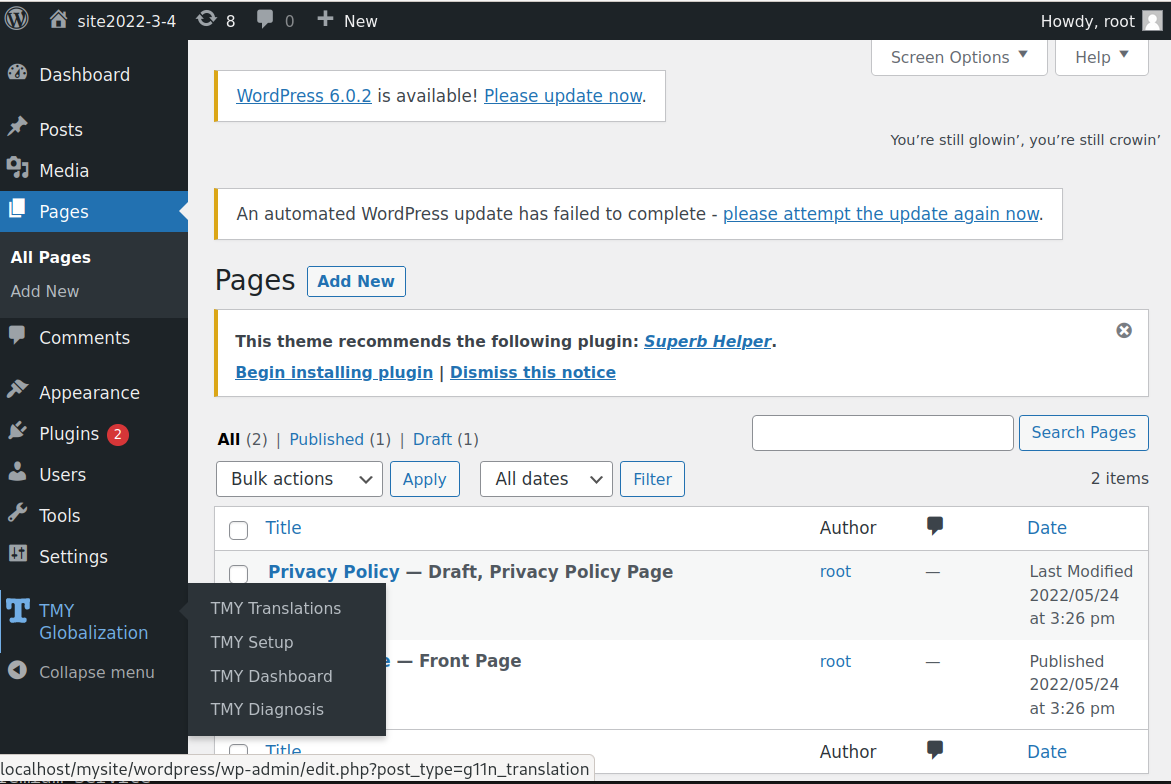 site2022-3-4 8 0 New Howdy, root
Dashboard
Posts
Media
Pages
All Pages
Add New
Comments
Appearance
Plugins 2
Users
Tools
Settings
TMY
Globalization
Collapse menu
TMY Translations
TMY Setup
TMY Dashboard
TMY Diagnosis
Screen Options Help
WordPress 6.0.2 is available! Please update now.
You’re still glowin’, you’re still crowin’
An automated WordPress update has failed to complete - please attempt the update again now.
Pages Add New
This theme recommends the following plugin: Superb Helper.
Begin installing plugin | Dismiss this notice
All (2) | Published (1) | Draft (1)
Search Pages
Bulk actions Apply All dates Filter 2 items
Title Author Date
Privacy Policy — Draft, Privacy Policy Page root — Last Modified
2022/05/24
at 3:26 pm
— Front Page root — Published
2022/05/24
at 3:26 pm
Title Author Date
localhost/mysite/wordpress/wp-admin/edit.php?post_type=g11n_translation